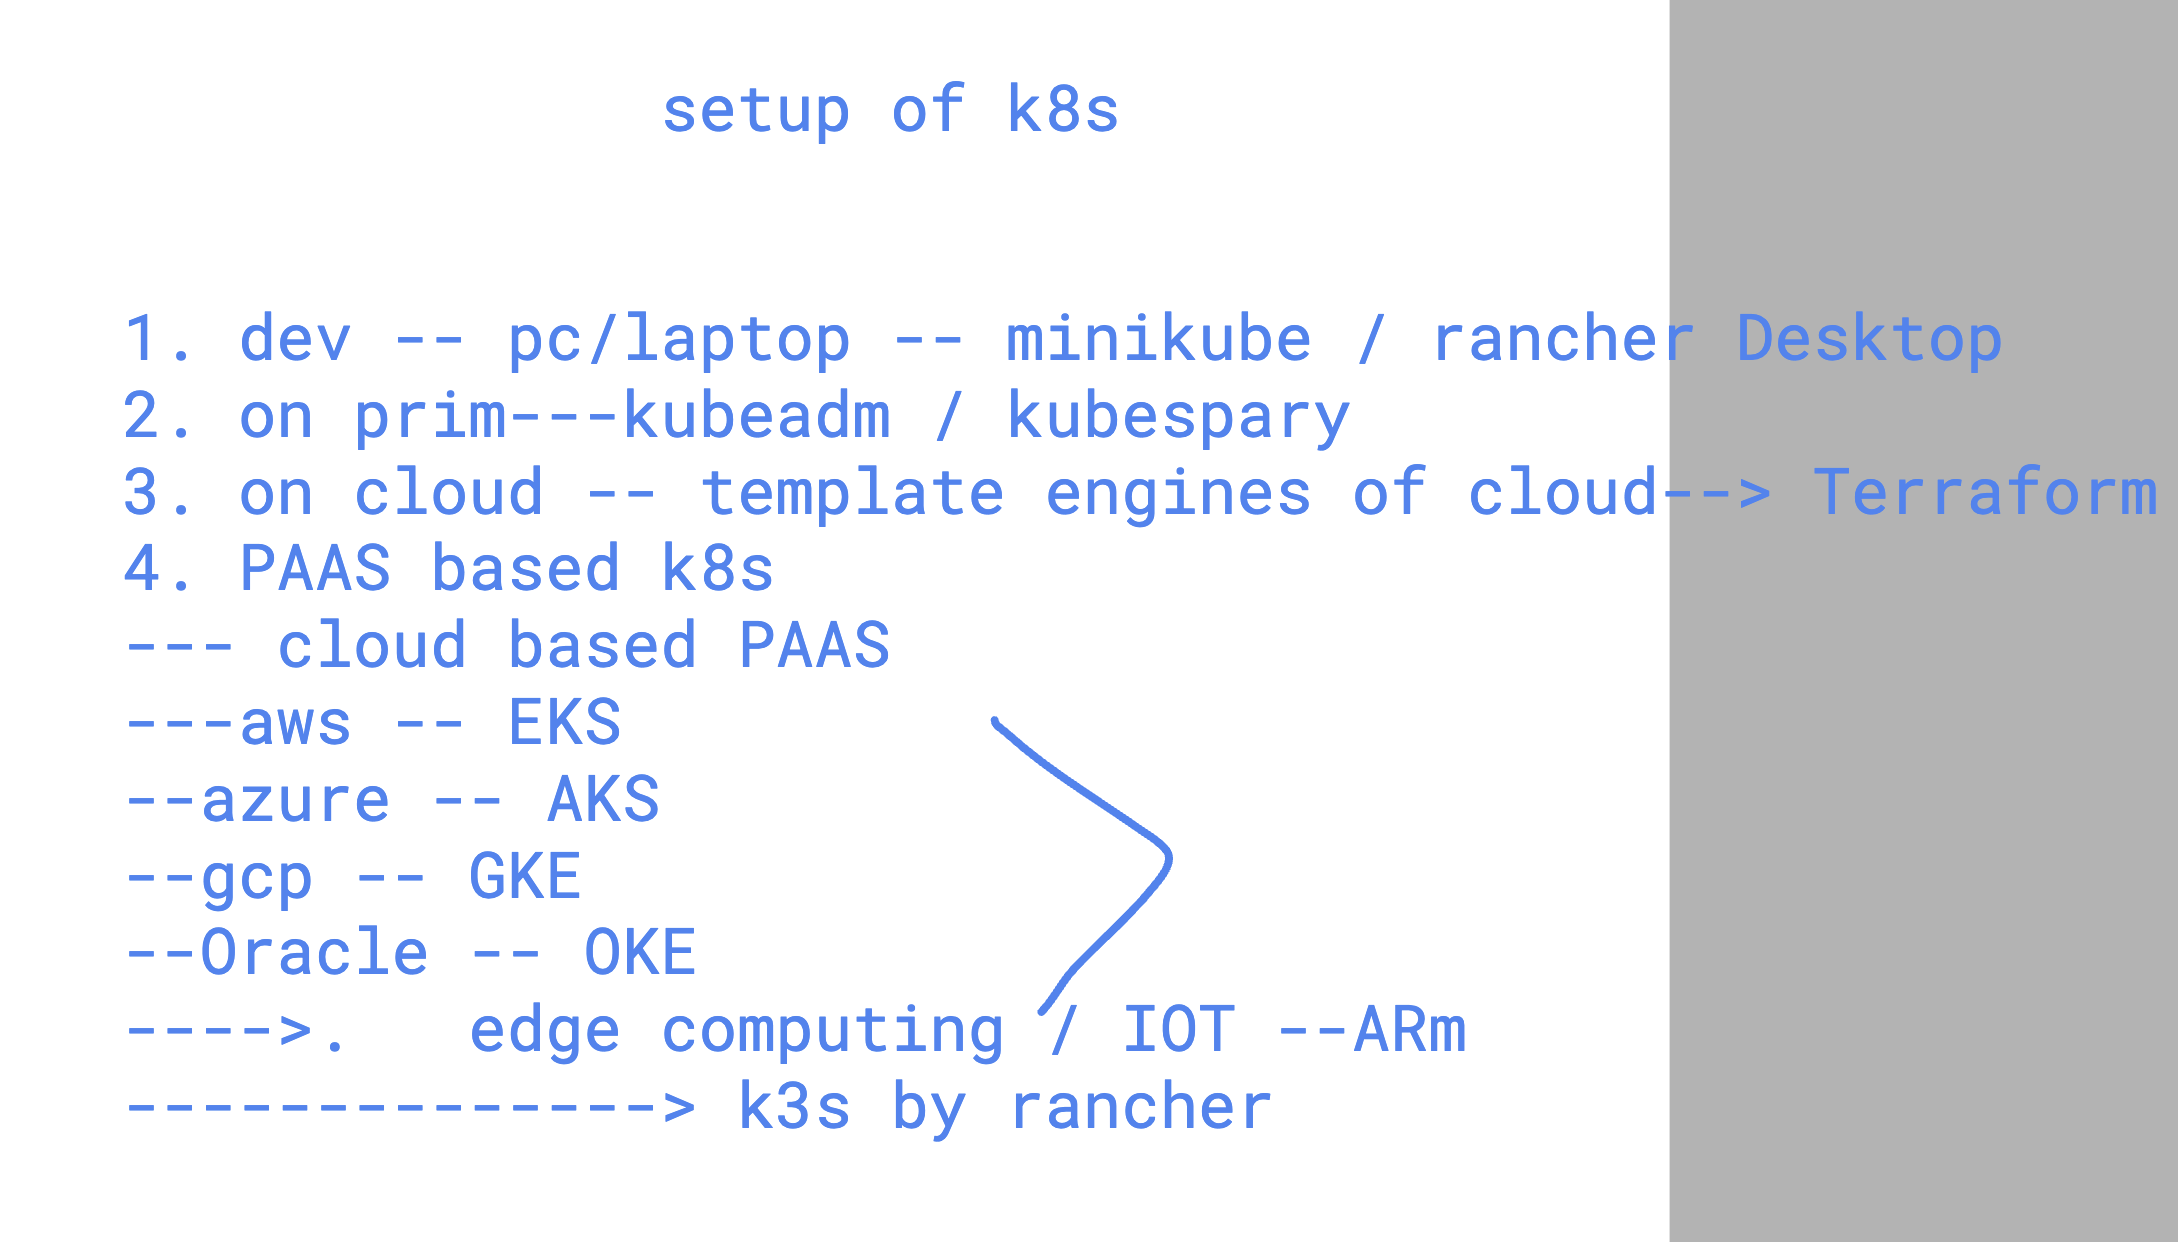 setup of k8s
1. dev -- pc/laptop -- minikube / rancher Desktop
2. on prim---kubeadm / kubespary
3. on cloud -- template engines of cloud--> Terraform
4. PAAS based k8s
--- cloud based PAAS
---aws -- EKS
--azure -- AKS
--gcp -- GKE
--Oracle -- OKE
---->.   edge computing / IOT --ARm
--------------> k3s by rancher